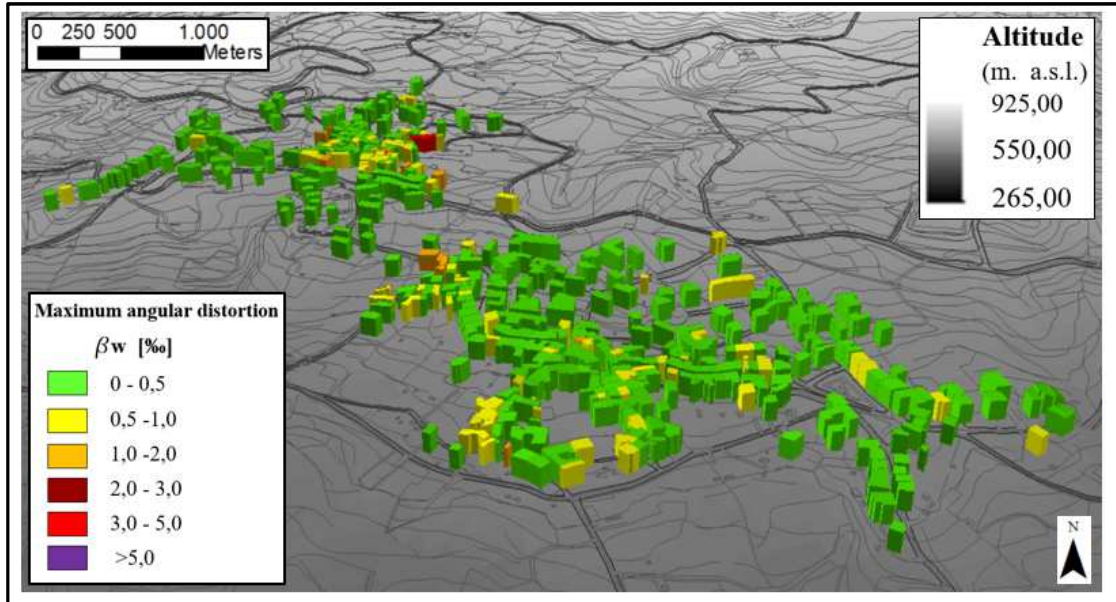 0 250 500 1.000
Meters
Altitude
(m. a.s.l.)
925,00
550,00
265,00
Maximum angular distortion
βw [‰]
0 - 0,5
0,5 -1,0
1,0 -2,0
2,0 - 3,0
3,0 - 5,0
>5,0
N